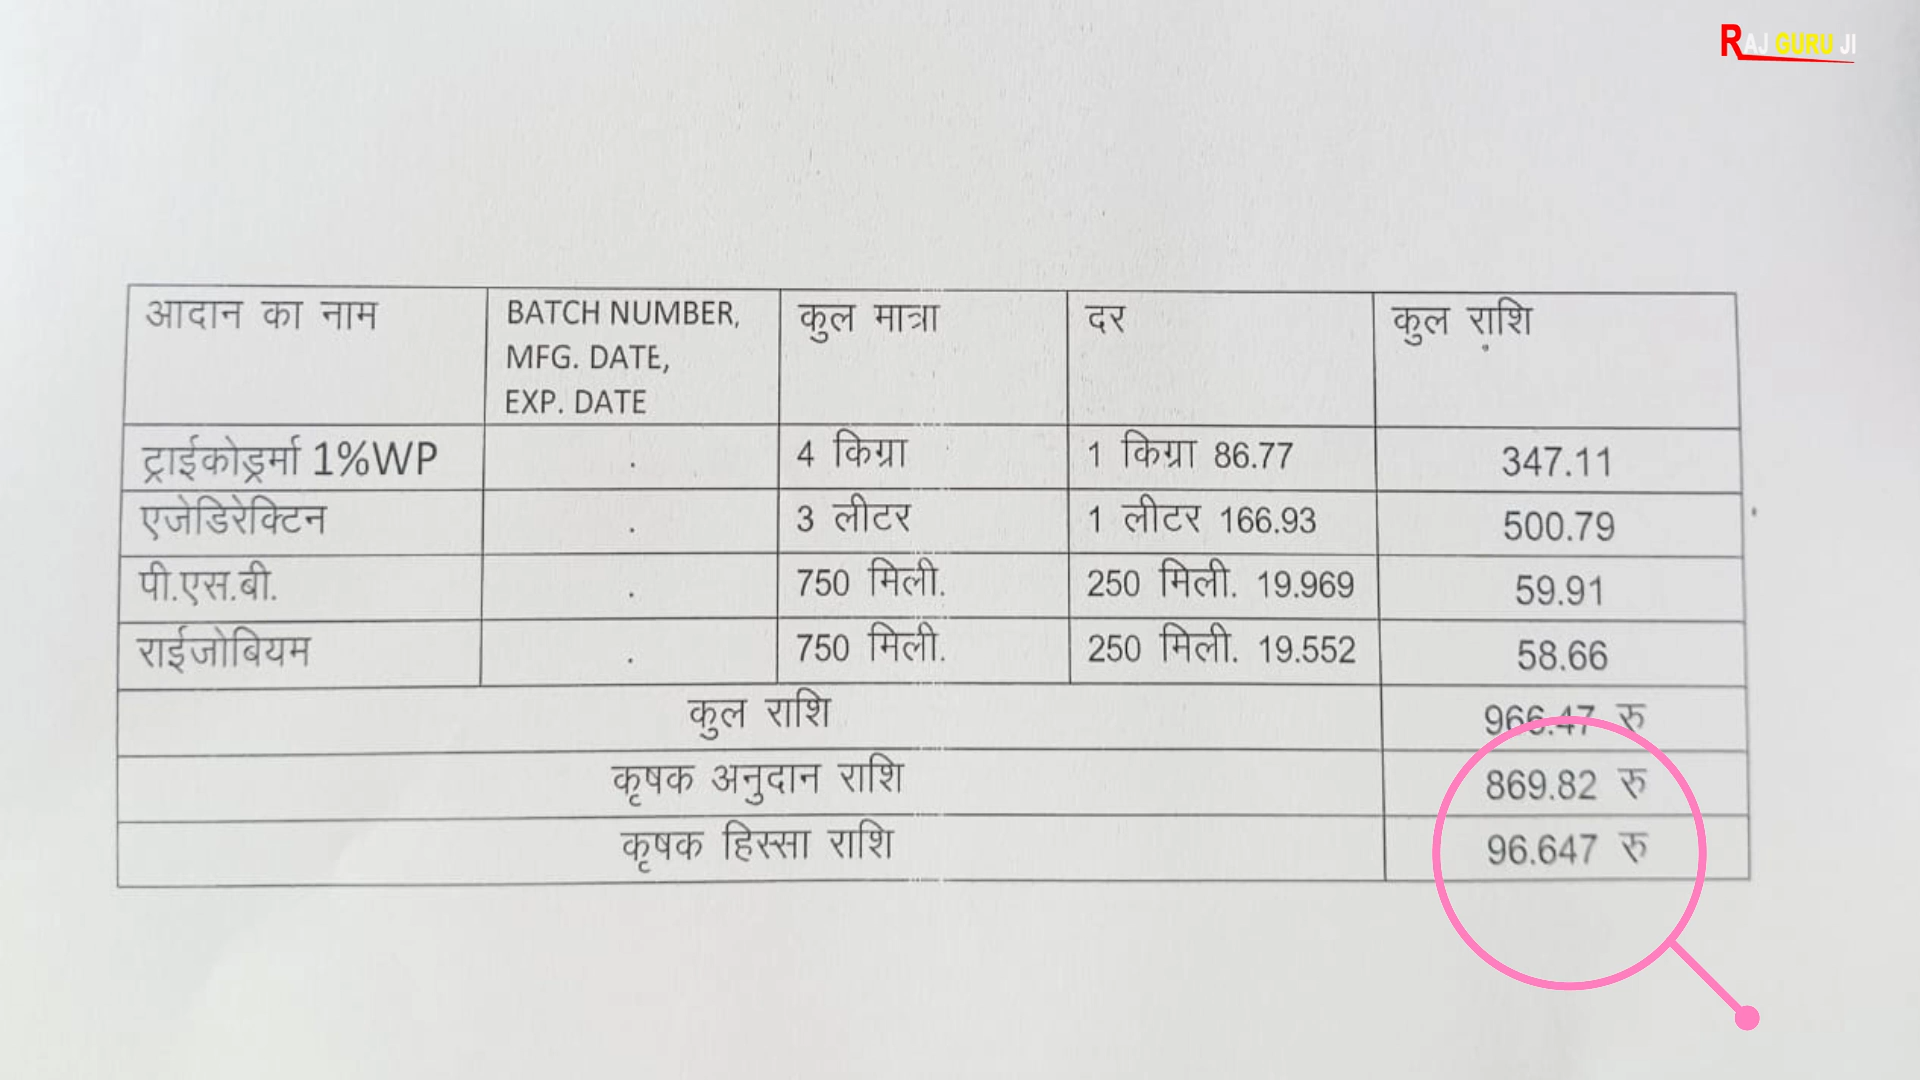 RAJ GURU JI
आदान का नाम
BATCH NUMBER,
MFG. DATE,
EXP. DATE
कुल मात्रा
दर
कुल राशि
ट्राईकोड्रर्मा 1%WP . 4 किग्रा 1 किग्रा 86.77 347.11
एजेडिरेक्टिन . 3 लीटर 1 लीटर 166.93 500.79
पी.एस.बी. . 750 मिली. 250 मिली. 19.969 59.91
राईजोबियम . 750 मिली. 250 मिली. 19.552 58.66
कुल राशि 966.47 रु
कृषक अनुदान राशि 869.82 रु
कृषक हिस्सा राशि 96.647 रु